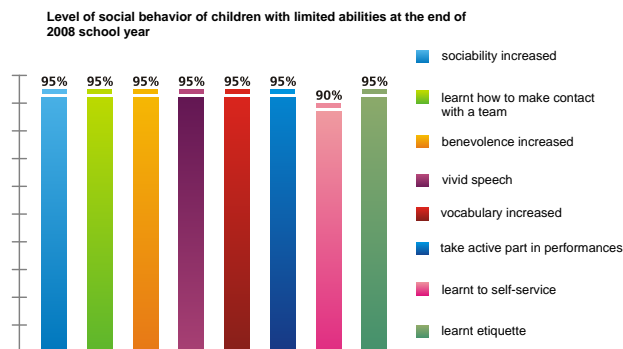 Level of social behavior of children with limited abilities at the end of
2008 school year
95%
95%
95%
95%
95%
95%
90%
95%
sociability increased
learnt how to make contact
with a team
benevolence increased
vivid speech
vocabulary increased
take active part in performances
learnt to self-service
learnt etiquette